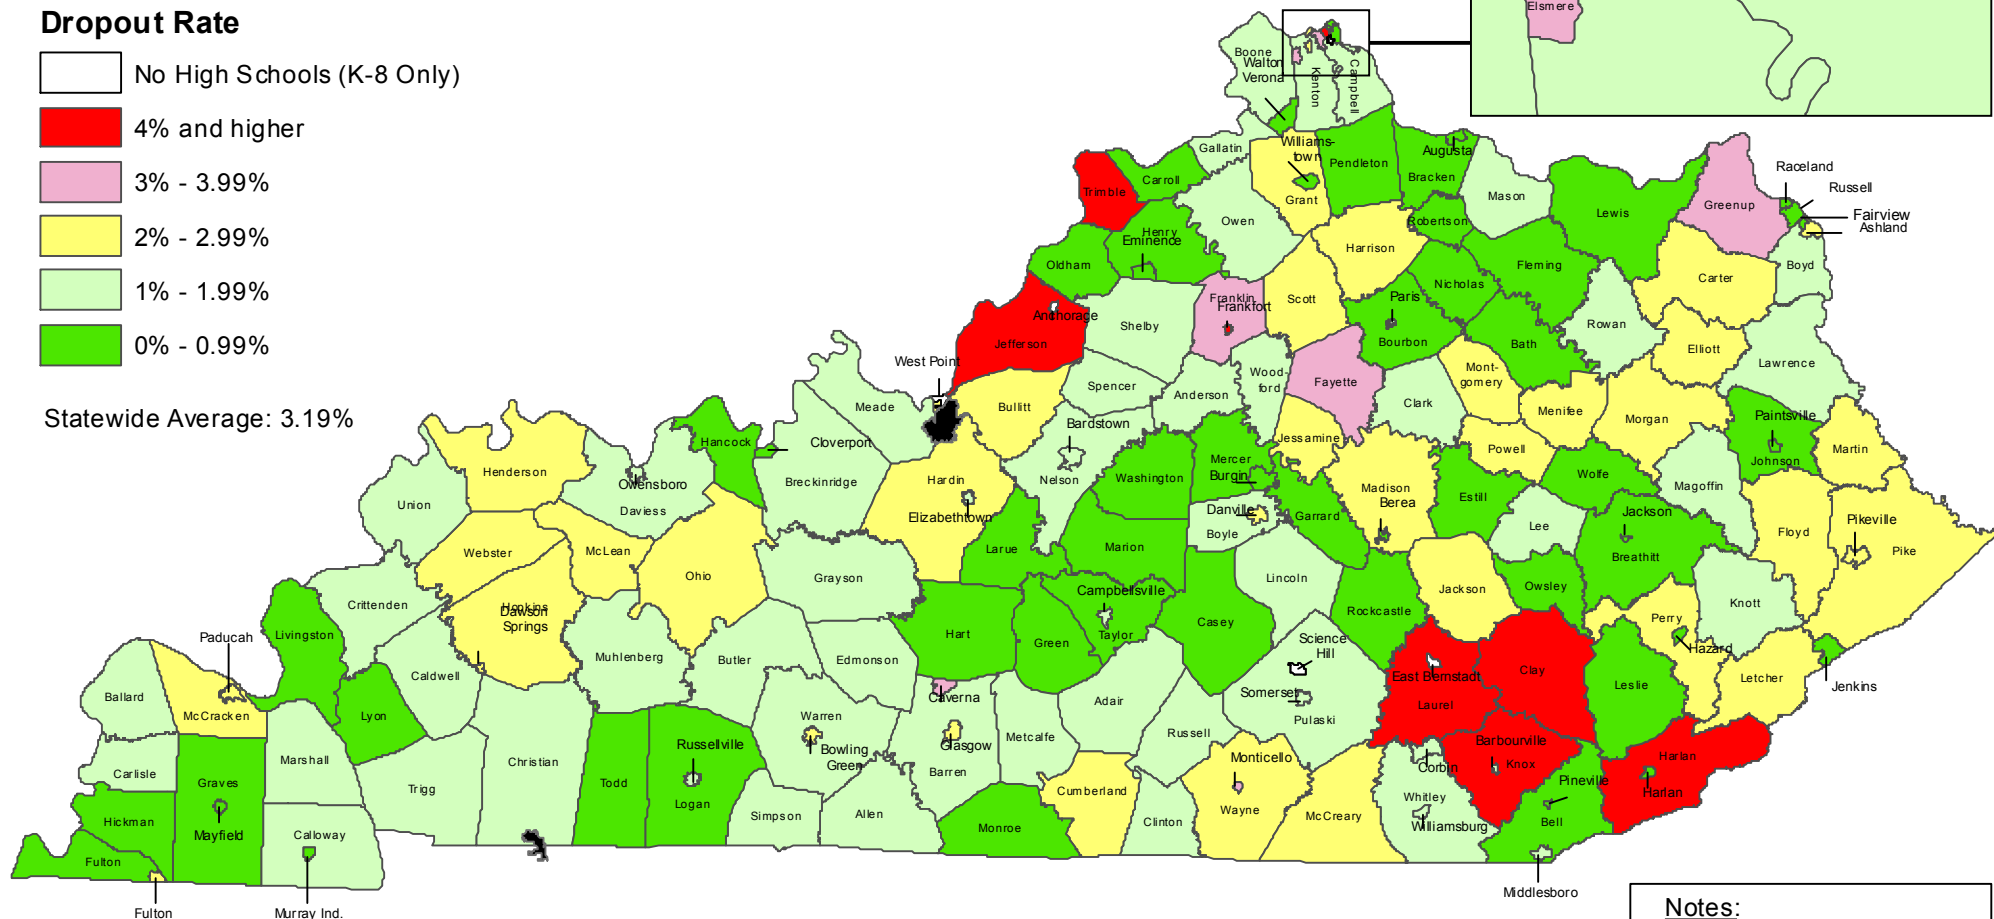 Dropout Rate
No High Schools (K-8 Only)
4% and higher
3% - 3.99%
2% - 2.99%
1% - 1.99%
0% - 0.99%
Statewide Average: 3.19%
Elsmere
Boone
Walton
Verona
Kenton
Campbell
Gallatin
Williams-
town
Pendleton
Augusta
Bracken
Grant
Mason
Trimble
Carroll
Owen
Henry
Eminence
Robertson
Lewis
Greenup
Raceland
Russell
Fairview
Ashland
Boyd
Oldham
Harrison
Fleming
Carter
Nicholas
Franklin
Frankfort
Scott
Paris
Bourbon
Rowan
Anchorage
Jefferson
Shelby
Bath
Elliott
Lawrence
West Point
Spencer
Wood-
ford
Fayette
Mont-
gomery
Anderson
Clark
Menifee
Morgan
Meade
Bullitt
Bardstown
Jessamine
Powell
Paintsville
Johnson
Martin
Hancock
Cloverport
Henderson
Breckinridge
Hardin
Nelson
Washington
Mercer
Burgin
Madison
Berea
Estill
Wolfe
Magoffin
Union
Owensboro
Daviess
Elizabethtown
Danville
Boyle
Garrard
Lee
Jackson
Breathitt
Floyd
Pikeville
Pike
Webster
McLean
Ohio
Grayson
Larue
Marion
Lincoln
Jackson
Owsley
Knott
Crittenden
Hopkins
Dawson
Springs
Livingston
Hart
Green
Campbellsville
Taylor
Casey
Rockcastle
Perry
Hazard
Paducah
Muhlenberg
Butler
Edmonson
Science
Hill
Letcher
Jenkins
Ballard
Caldwell
East Bernstadt
Clay
Leslie
McCracken
Lyon
Warren
Caverna
Adair
Somerset
Pulaski
Laurel
Russellville
Bowling
Green
Glasgow
Metcalfe
Russell
Barbourville
Knox
Harlan
Carlisle
Graves
Marshall
Christian
Todd
Logan
Barren
Monticello
Corbin
Pineville
Harlan
Trigg
Cumberland
Wayne
Whitley
Williamsburg
Bell
Hickman
Mayfield
Calloway
Simpson
Allen
Monroe
Clinton
McCreary
Fulton
Middlesboro
Fulton
Murray Ind.
Notes: